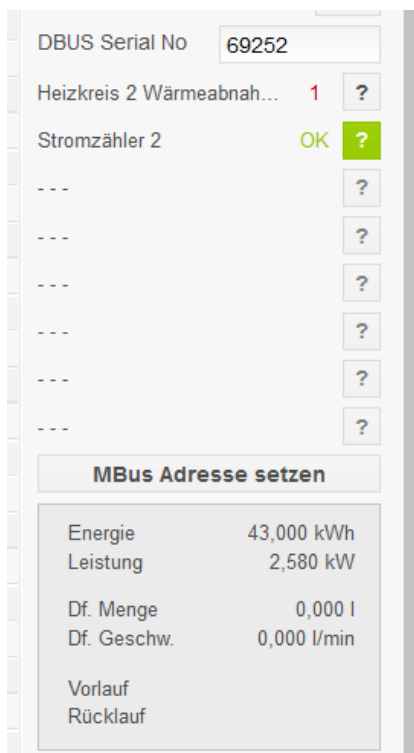 DBUS Serial No 69252
Heizkreis 2 Wärmeabnah... 1 ?
Stromzähler 2 OK ?
- - - ?
- - - ?
- - - ?
- - - ?
- - - ?
- - - ?
MBus Adresse setzen
Energie 43,000 kWh
Leistung 2,580 kW
Df. Menge 0,000 l
Df. Geschw. 0,000 l/min
Vorlauf
Rücklauf